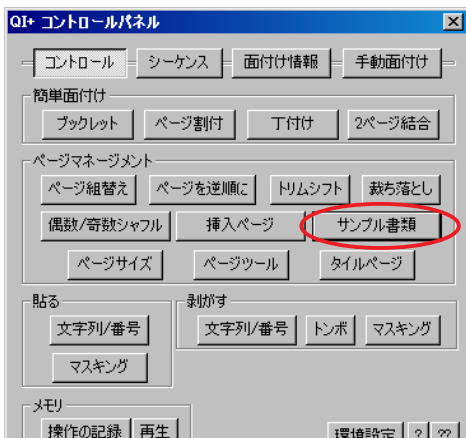 QI+ コントロールパネル
コントロール シーケンス 面付け情報 手動面付け
簡単面付け
ブックレット ページ割付 丁付け 2ページ結合
ページマネージメント
ページ組替え ページを逆順に トリムシフト 裁ち落とし
偶数/奇数シャフル 挿入ページ サンプル書類
ページサイズ ページツール タイルページ
貼る 剥がす
文字列/番号 文字列/番号 トンボ マスキング
マスキング
メモリ
操作の記録 再生 環境設定 ? ??